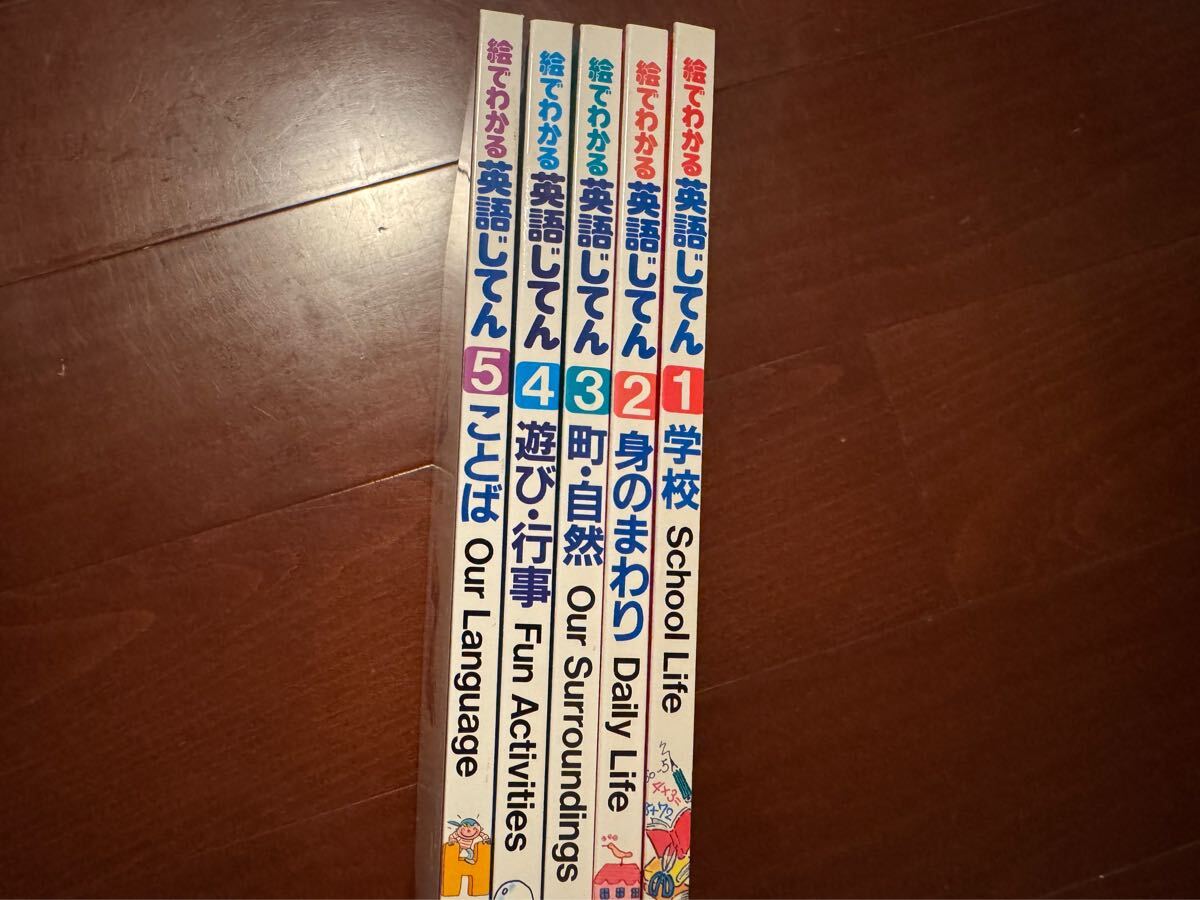 絵でわかる英語じてん 5 ことば Our Language
絵でわかる英語じてん 4 遊び・行事 Fun Activities
絵でわかる英語じてん 3 町・自然 Our Surroundings
絵でわかる英語じてん 2 身のまわり Daily Life
絵でわかる英語じてん 1 学校 School Life